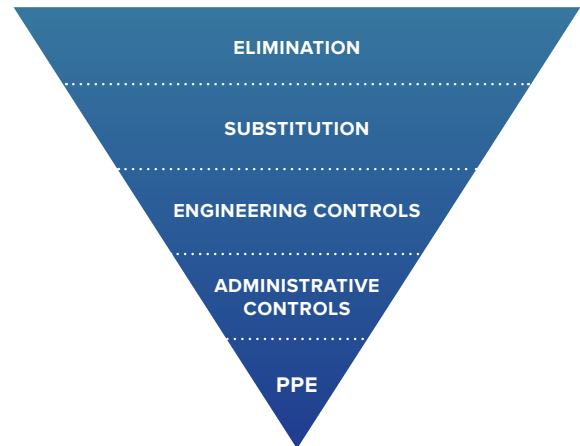 ELIMINATION
SUBSTITUTION
ENGINEERING CONTROLS
ADMINISTRATIVE
CONTROLS
PPE